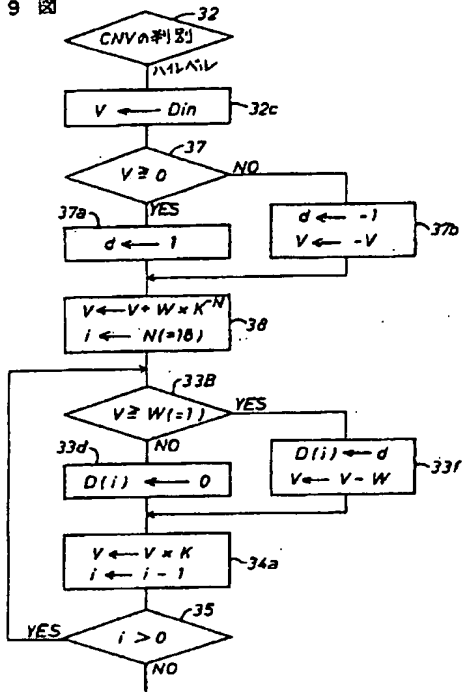 9 図
32
CNVの判別
ハイレベル
V ← Din
32c
37
V ≧ 0
NO
YES
37a
d ← 1
d ← -1
V ← -V
37b
V ← V + W × K^-N
i ← N(=18)
38
33B
V ≧ W(=1)
YES
NO
33d
D(i) ← 0
D(i) ← d
V ← V - W
33f
V ← V × K
i ← i - 1
34a
35
i > 0
YES
NO